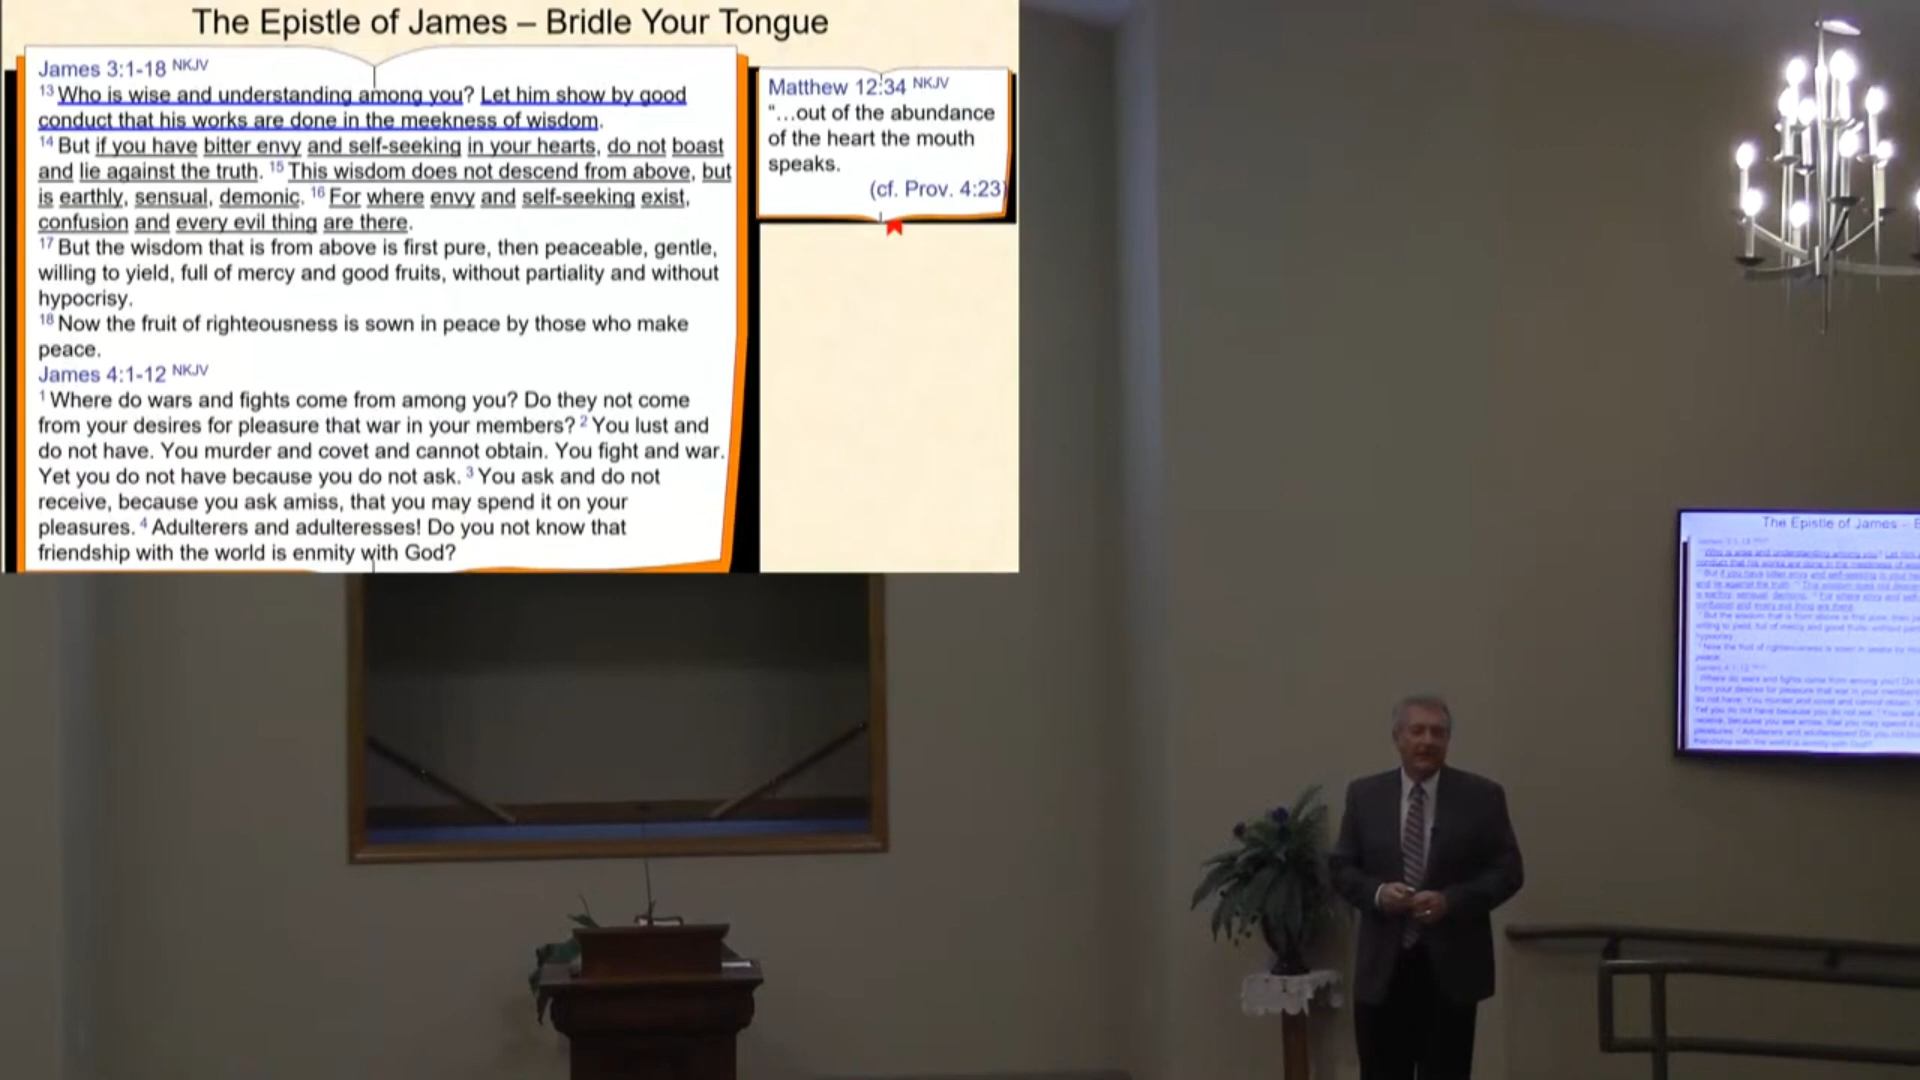 The Epistle of James – Bridle Your Tongue
James 3:1-18 NKJV
13 Who is wise and understanding among you? Let him show by good
conduct that his works are done in the meekness of wisdom.
14 But if you have bitter envy and self-seeking in your hearts, do not boast
and lie against the truth. 15 This wisdom does not descend from above, but
is earthly, sensual, demonic. 16 For where envy and self-seeking exist,
confusion and every evil thing are there.
17 But the wisdom that is from above is first pure, then peaceable, gentle,
willing to yield, full of mercy and good fruits, without partiality and without
hypocrisy.
18 Now the fruit of righteousness is sown in peace by those who make
peace.
James 4:1-12 NKJV
1 Where do wars and fights come from among you? Do they not come
from your desires for pleasure that war in your members? 2 You lust and
do not have. You murder and covet and cannot obtain. You fight and war.
Yet you do not have because you do not ask. 3 You ask and do not
receive, because you ask amiss, that you may spend it on your
pleasures. 4 Adulterers and adulteresses! Do you not know that
friendship with the world is enmity with God?
Matthew 12:34 NKJV
"…out of the abundance
of the heart the mouth
speaks.
(cf. Prov. 4:23)
The Epistle of James –